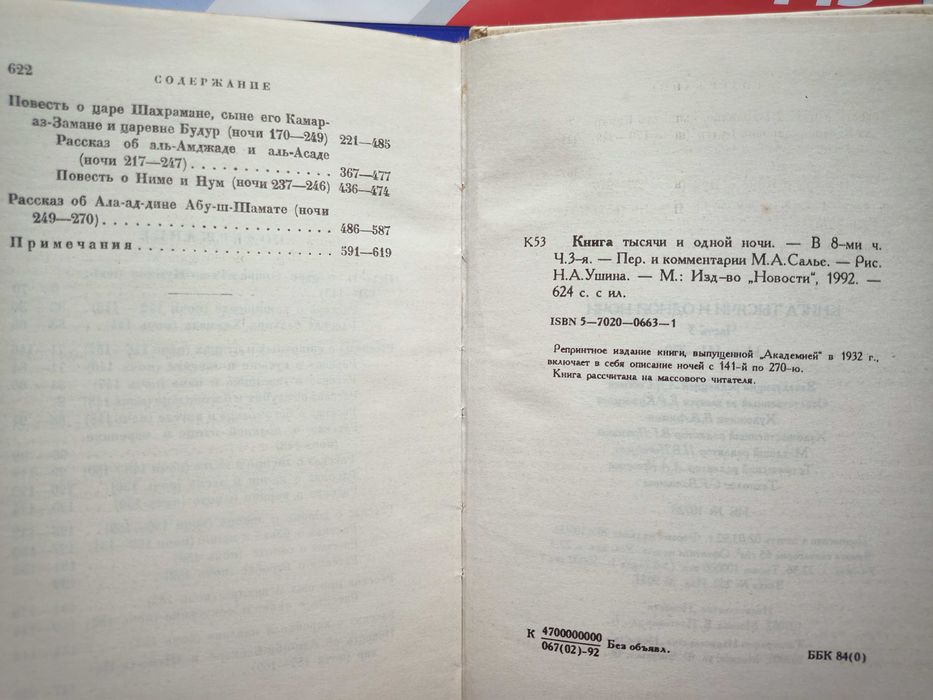 622
СОДЕРЖАНИЕ
Повесть о царе Шахрамане, сыне его Камар-
аз-Замане и царевне Будур (ночи 170—249) 221—485
Рассказ об аль-Амджаде и аль-Асаде
(ночи 217—247) . . . . . . . . . . . . . . 367—477
Повесть о Ниме и Нум (ночи 237—246) 436—474
Рассказ об Ала-ад-дине Абу-ш-Шамате (ночи
249—270) . . . . . . . . . . . . . . . . . . . . . . 486—587
Примечания . . . . . . . . . . . . . . . . . . . 591—619
К53 Книга тысячи и одной ночи. — В 8-ми ч.
Ч.3-я. — Пер. и комментарии М.А.Салье. — Рис.
Н.А.Ушина. — М.: Изд-во „Новости", 1992. —
624 с. с ил.
ISBN 5—7020—0663—1
Репринтное издание книги, выпущенной „Академией" в 1932 г.,
включает в себя описание ночей с 141-й по 270-ю.
Книга рассчитана на массового читателя.
К 4700000000
067(02)-92 Без объявл.
ББК 84(0)